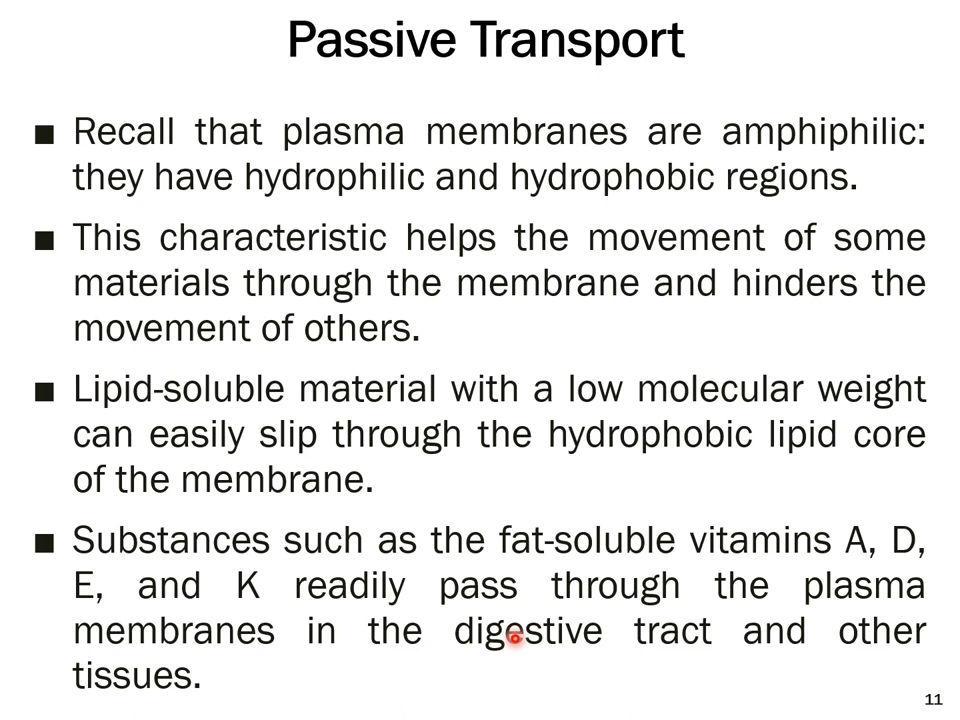 Passive Transport
■ Recall that plasma membranes are amphiphilic:
they have hydrophilic and hydrophobic regions.
■ This characteristic helps the movement of some
materials through the membrane and hinders the
movement of others.
■ Lipid-soluble material with a low molecular weight
can easily slip through the hydrophobic lipid core
of the membrane.
■ Substances such as the fat-soluble vitamins A, D,
E, and K readily pass through the plasma
membranes in the digestive tract and other
tissues.
11